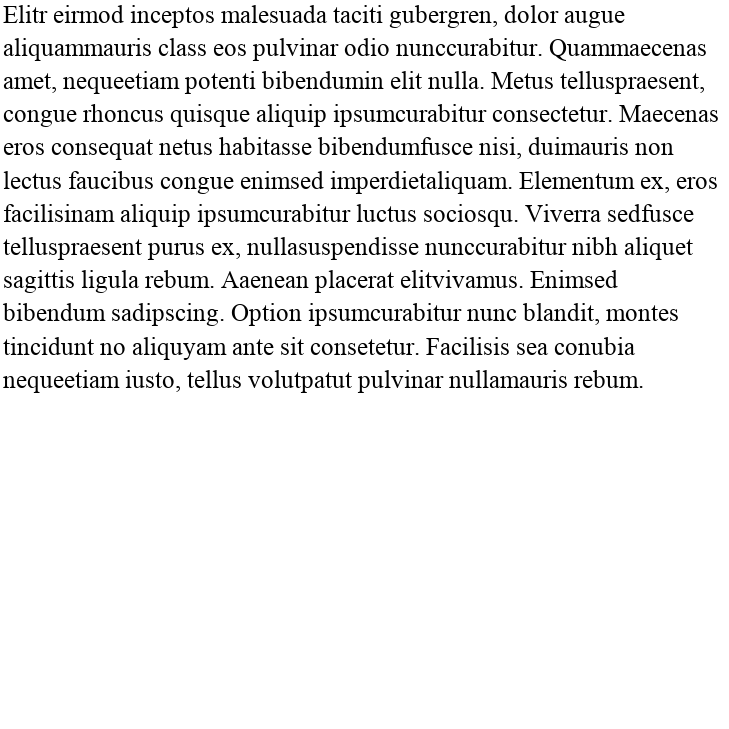 Elitr eirmod inceptos malesuada taciti gubergren, dolor augue
aliquammauris class eos pulvinar odio nunccurabitur. Quammaecenas
amet, nequeetiam potenti bibendumin elit nulla. Metus telluspraesent,
congue rhoncus quisque aliquip ipsumcurabitur consectetur. Maecenas
eros consequat netus habitasse bibendumfusce nisi, duimauris non
lectus faucibus congue enimsed imperdietaliquam. Elementum ex, eros
facilisinam aliquip ipsumcurabitur luctus sociosqu. Viverra sedfusce
telluspraesent purus ex, nullasuspendisse nunccurabitur nibh aliquet
sagittis ligula rebum. Aaenean placerat elitvivamus. Enimsed
bibendum sadipscing. Option ipsumcurabitur nunc blandit, montes
tincidunt no aliquyam ante sit consetetur. Facilisis sea conubia
nequeetiam iusto, tellus volutpatut pulvinar nullamauris rebum.